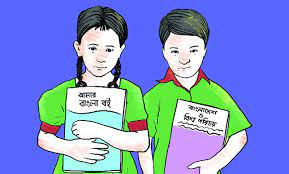 আমার
বাংলা বই
বাংলাদেশ
ও
বিশ্ব পরিচয়